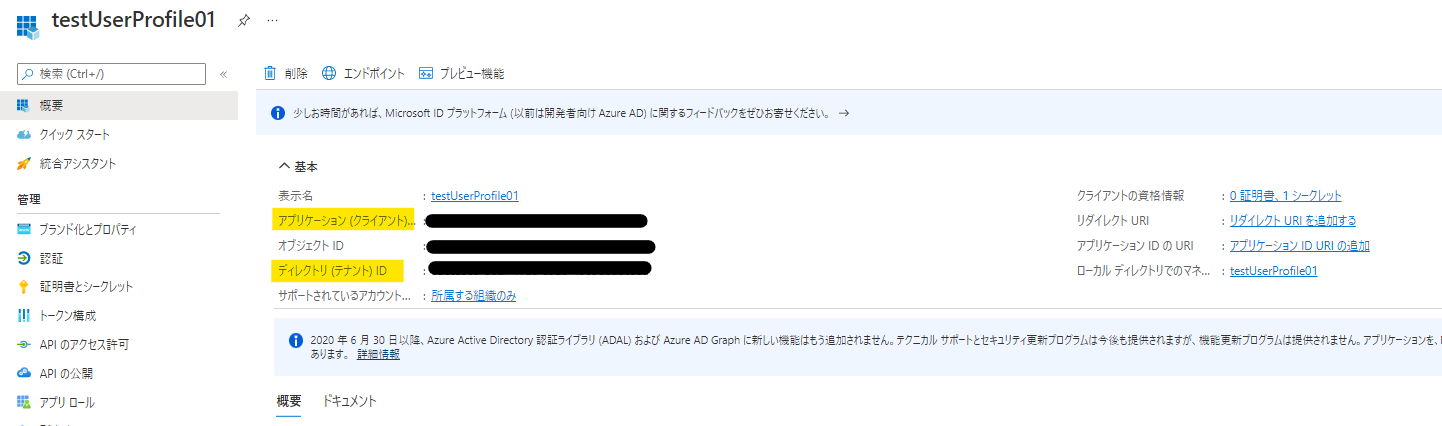 testUserProfile01
検索 (Ctrl+/)
概要
クイック スタート
統合アシスタント
管理
ブランド化とプロパティ
認証
証明書とシークレット
トークン構成
API のアクセス許可
API の公開
アプリ ロール
削除
エンドポイント
プレビュー機能
少しお時間があれば、Microsoft ID プラットフォーム (以前は開発者向け Azure AD) に関するフィードバックをぜひお寄せください。 →
基本
表示名 : testUserProfile01
アプリケーション (クライアント)... :
オブジェクト ID :
ディレクトリ (テナント) ID :
サポートされているアカウント... : 所属する組織のみ
クライアントの資格情報 : 0 証明書、1 シークレット
リダイレクト URI : リダイレクト URI を追加する
アプリケーション ID の URI : アプリケーション ID URI の追加
ローカル ディレクトリでのマネ... : testUserProfile01
2020 年 6 月 30 日以降、Azure Active Directory 認証ライブラリ (ADAL) および Azure AD Graph に新しい機能はもう追加されません。テクニカル サポートとセキュリティ更新プログラムは今後も提供されますが、機能更新プログラムは提供されません。アプリケーションを、
あります。 詳細情報
概要
ドキュメント